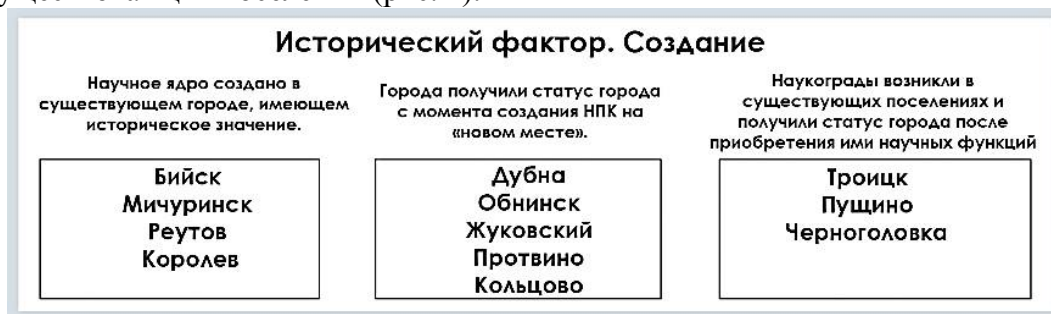 Исторический фактор. Создание
Научное ядро создано в
существующем городе, имеющем
историческое значение.
Бийск
Мичуринск
Реутов
Королев
Города получили статус города
с момента создания НПК на
«новом месте».
Дубна
Обнинск
Жуковский
Протвино
Кольцово
Наукограды возникли в
существующих поселениях и
получили статус города после
приобретения ими научных функций
Троицк
Пущино
Черноголовка